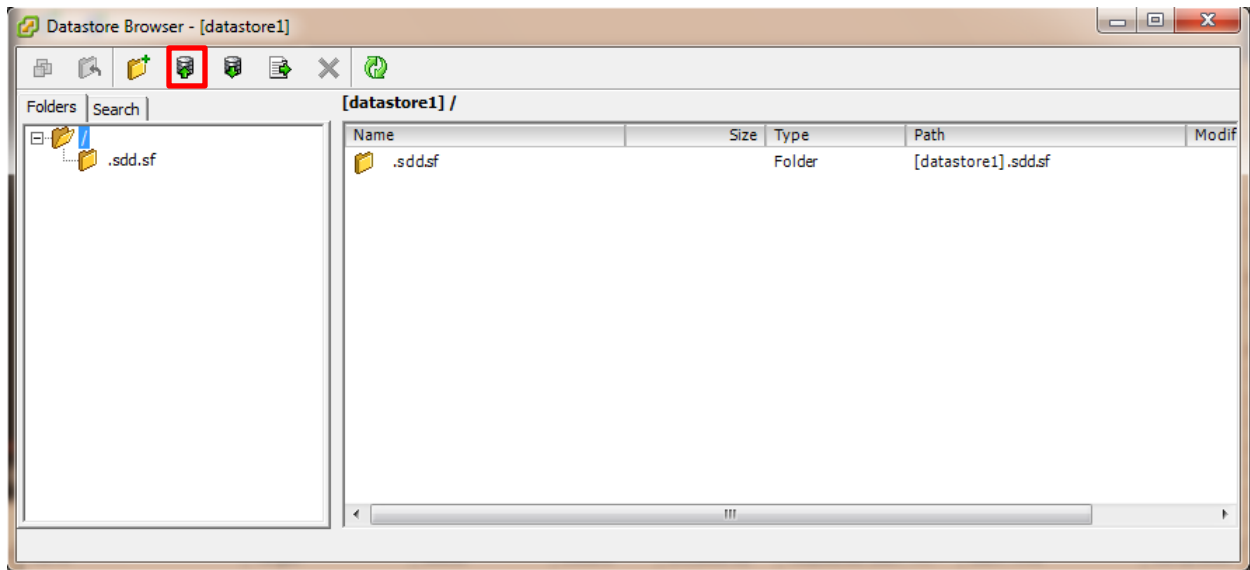 Datastore Browser - [datastore1]
Folders Search
[datastore1] /
/
.sdd.sf
Name Size Type Path Modif
.sdd.sf Folder [datastore1] .sdd.sf